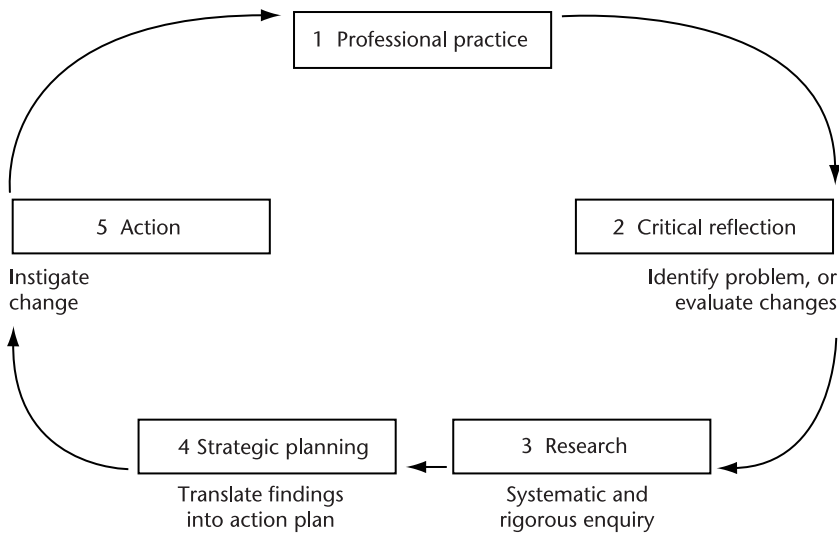 1 Professional practice
2 Critical reflection
Identify problem, or
evaluate changes
3 Research
Systematic and
rigorous enquiry
4 Strategic planning
Translate findings
into action plan
5 Action
Instigate
change